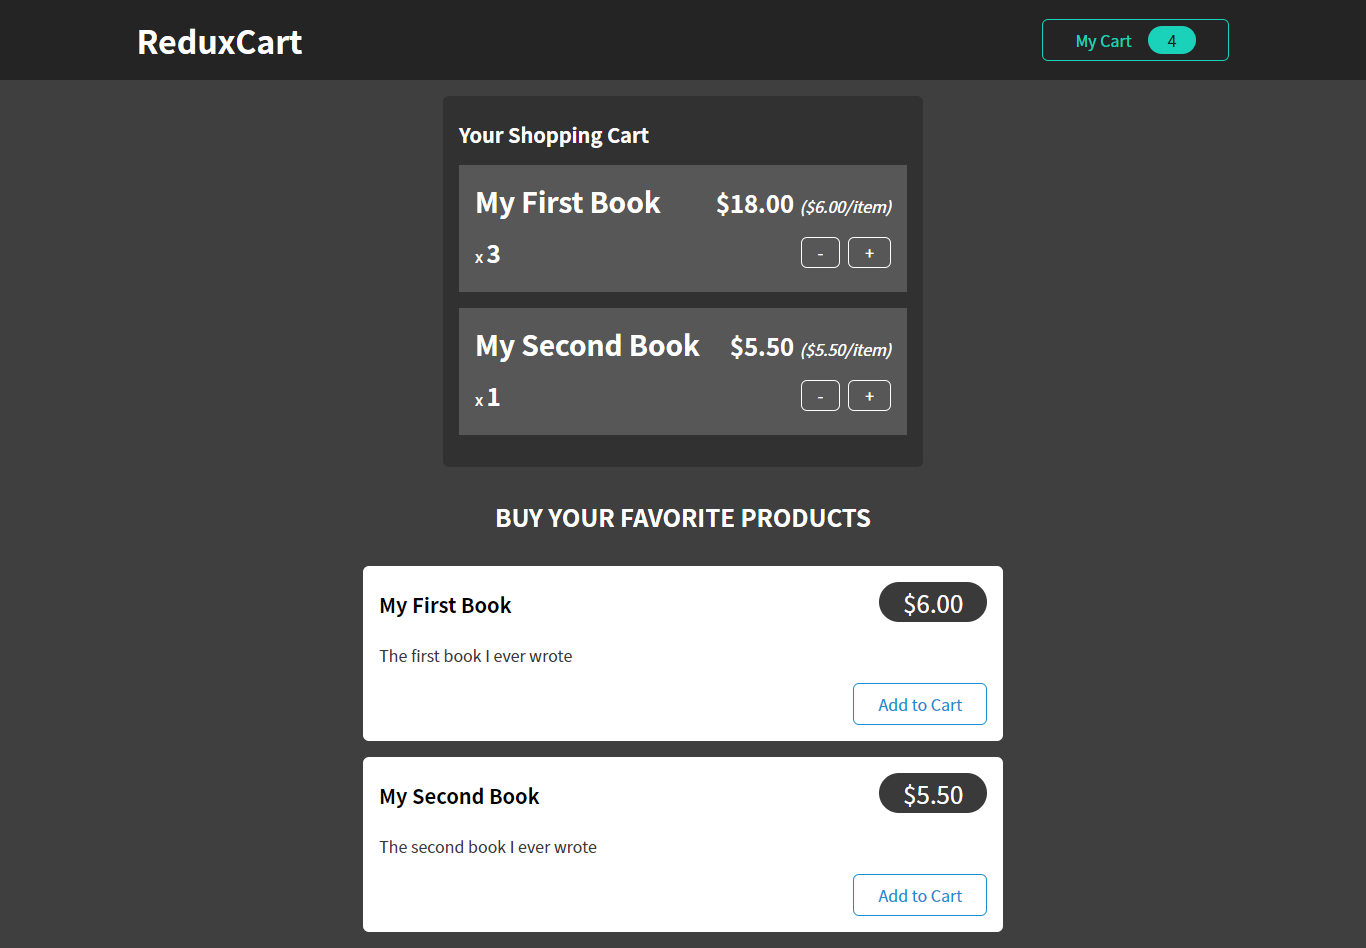 ReduxCart
My Cart 4
Your Shopping Cart
My First Book $18.00 ($6.00/item)
x 3 - +
My Second Book $5.50 ($5.50/item)
x 1 - +
BUY YOUR FAVORITE PRODUCTS
My First Book $6.00
The first book I ever wrote
Add to Cart
My Second Book $5.50
The second book I ever wrote
Add to Cart